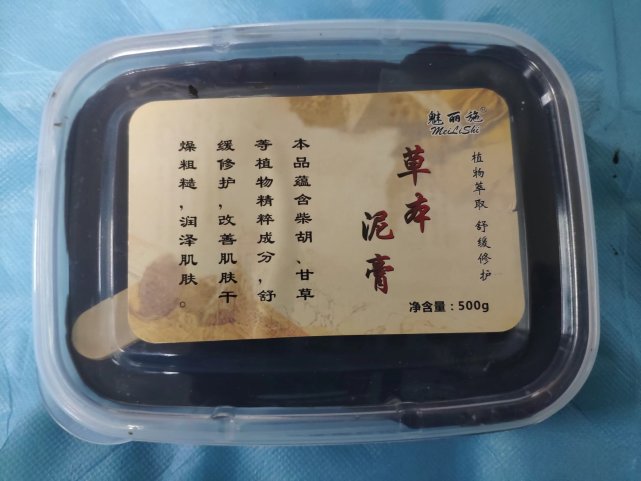 魅丽施®
MeiLiShi
植物萃取 舒缓修护
草本
泥膏
本品蕴含柴胡、甘草
等植物精粹成分,舒
缓修护,改善肌肤干
燥粗糙,润泽肌肤。
净含量：500g